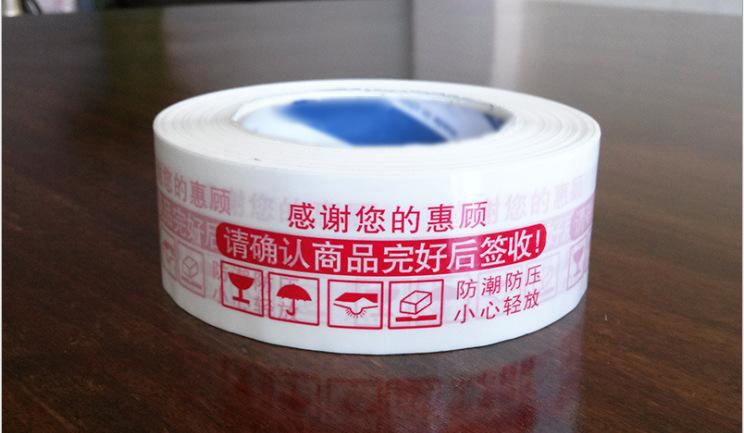 感谢您的惠顾
请确认商品完好后签收!
防潮防压
小心轻放